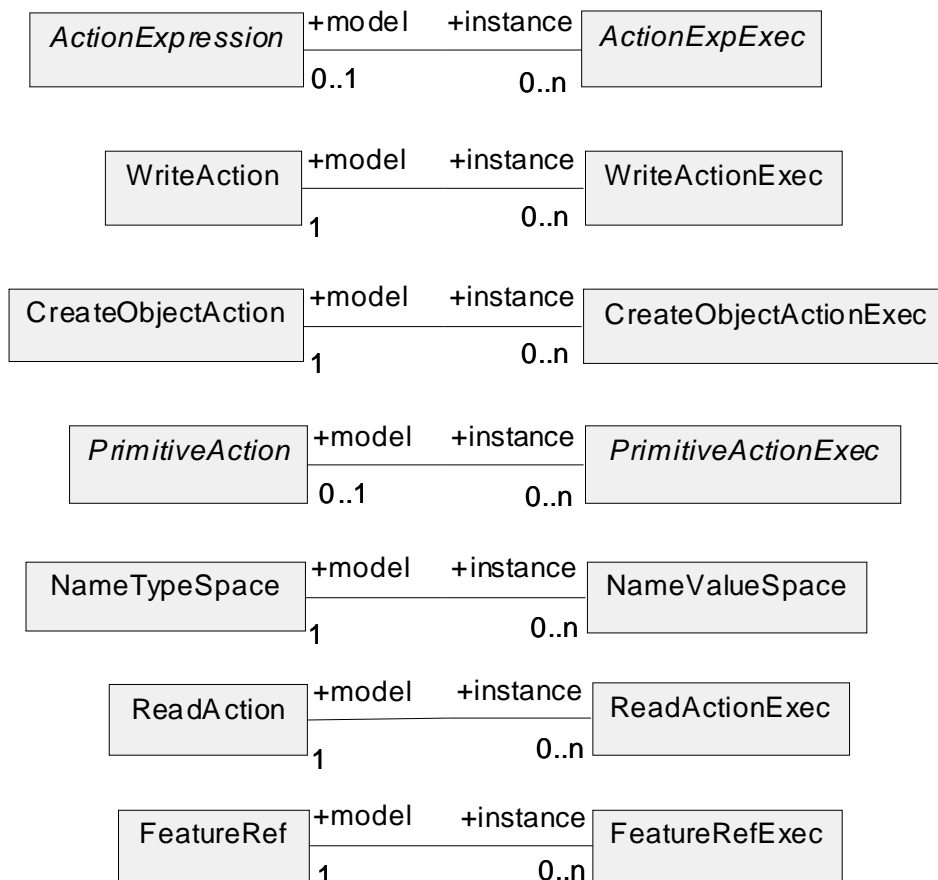 ActionExpression +model +instance ActionExpExec
0..1 0..n
WriteAction +model +instance WriteActionExec
1 0..n
CreateObjectAction +model +instance CreateObjectActionExec
1 0..n
PrimitiveAction +model +instance PrimitiveActionExec
0..1 0..n
NameTypeSpace +model +instance NameValueSpace
1 0..n
ReadAction +model +instance ReadActionExec
1 0..n
FeatureRef +model +instance FeatureRefExec
1 0..n